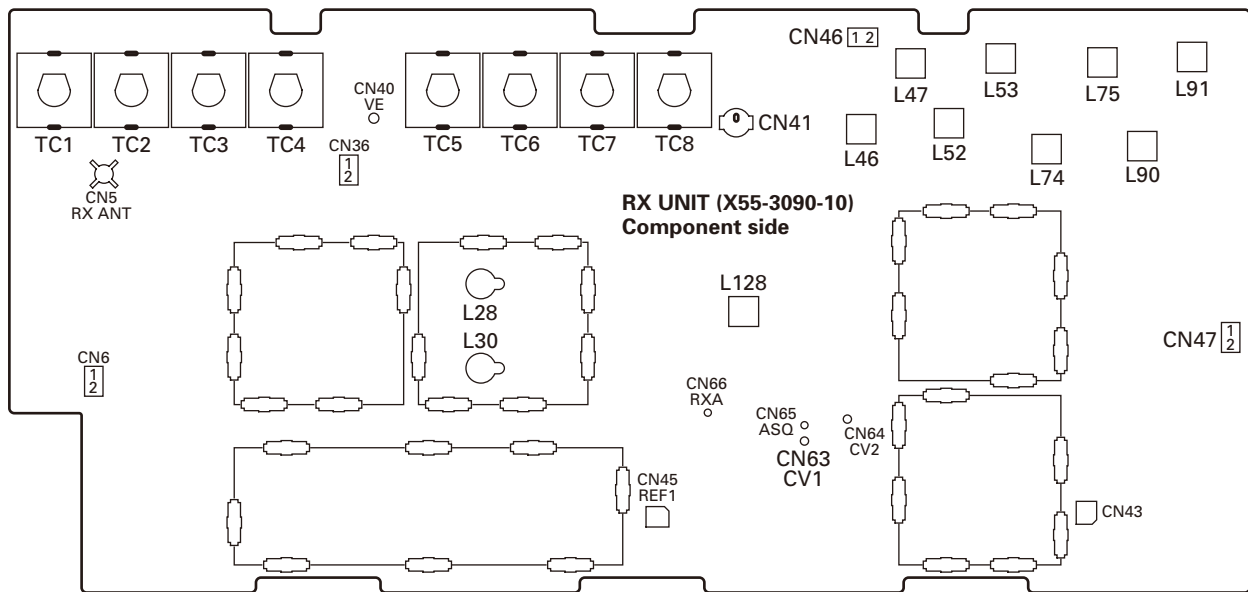 CN46 1 2
L47
L53
L75
L91
CN40
VE
CN41
TC1
TC2
TC3
TC4
TC5
TC6
TC7
TC8
L46
L52
L74
L90
CN36
1
2
CN5
RX ANT
RX UNIT (X55-3090-10)
Component side
L28
L30
L128
CN47
1
2
CN6
1
2
CN66
RXA
CN65
ASQ
CN64
CV2
CN63
CV1
CN45
REF1
CN43